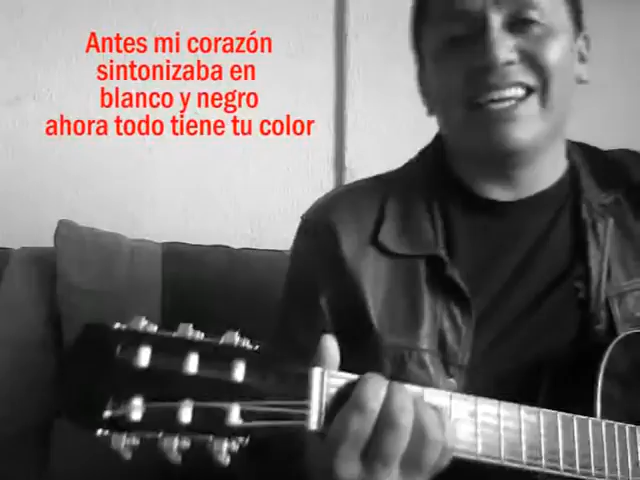 Antes mi corazón
sintonizaba en
blanco y negro
ahora todo tiene tu color